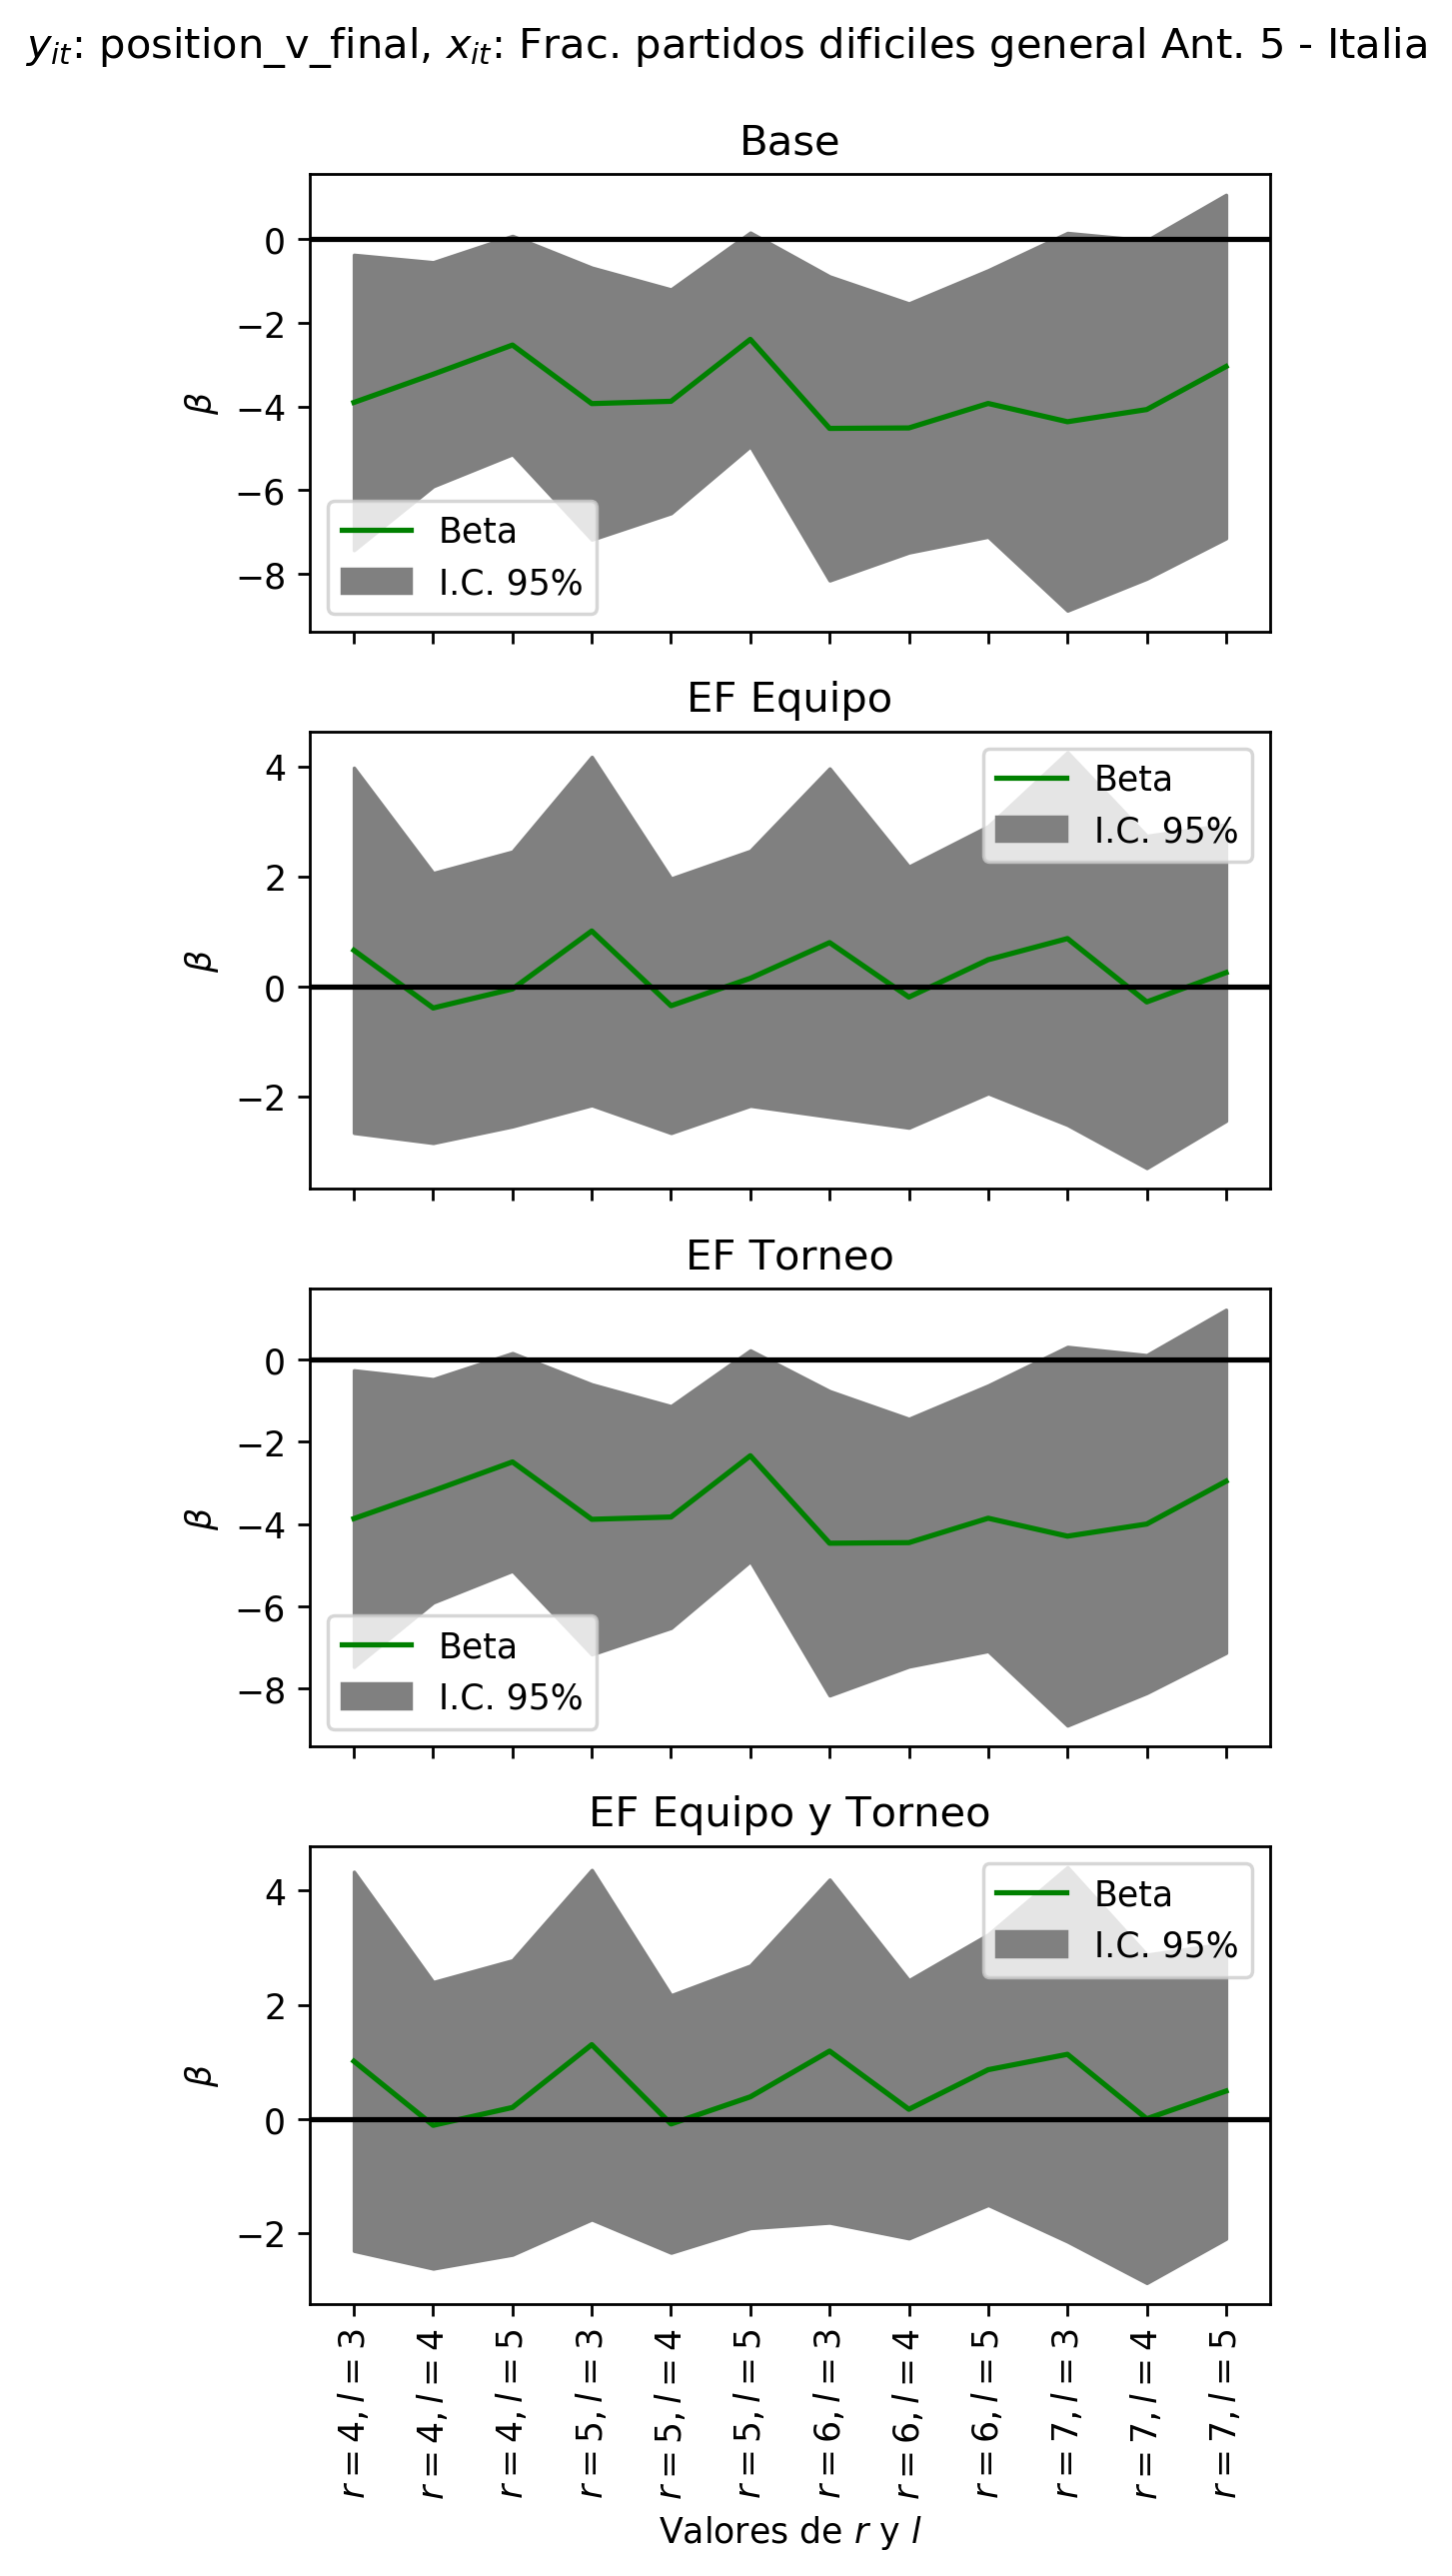 y_it: position_v_final, x_it: Frac. partidos dificiles general Ant. 5 - Italia
Base
0
−2
−4
−6
−8
β
Beta
I.C. 95%
EF Equipo
4
2
0
−2
β
Beta
I.C. 95%
EF Torneo
0
−2
−4
−6
−8
β
Beta
I.C. 95%
EF Equipo y Torneo
4
2
0
−2
β
Beta
I.C. 95%
r = 4, l = 3
r = 4, l = 4
r = 4, l = 5
r = 5, l = 3
r = 5, l = 4
r = 5, l = 5
r = 6, l = 3
r = 6, l = 4
r = 6, l = 5
r = 7, l = 3
r = 7, l = 4
r = 7, l = 5
Valores de r y l